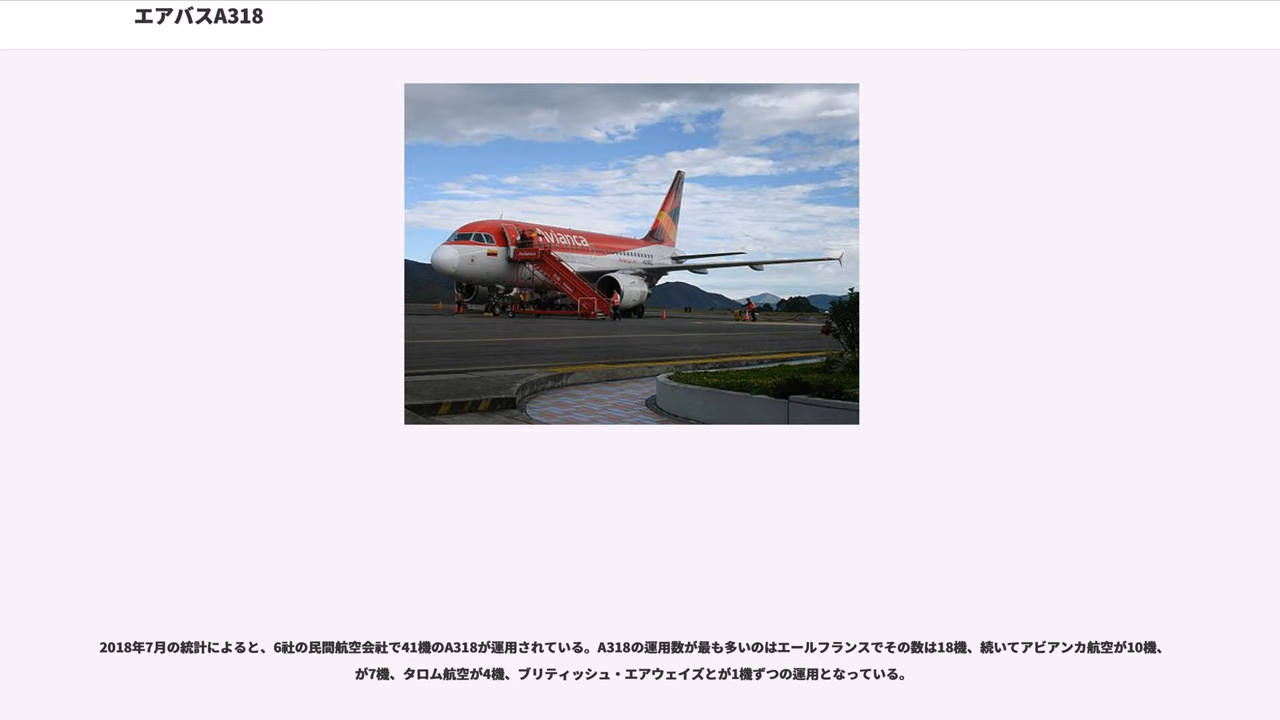 エアバスA318
Avianca
2018年7月の統計によると、6社の民間航空会社で41機のA318が運用されている。A318の運用数が最も多いのはエールフランスでその数は18機、続いてアビアンカ航空が10機、
が7機、タロム航空が4機、ブリティッシュ・エアウェイズとが1機ずつの運用となっている。